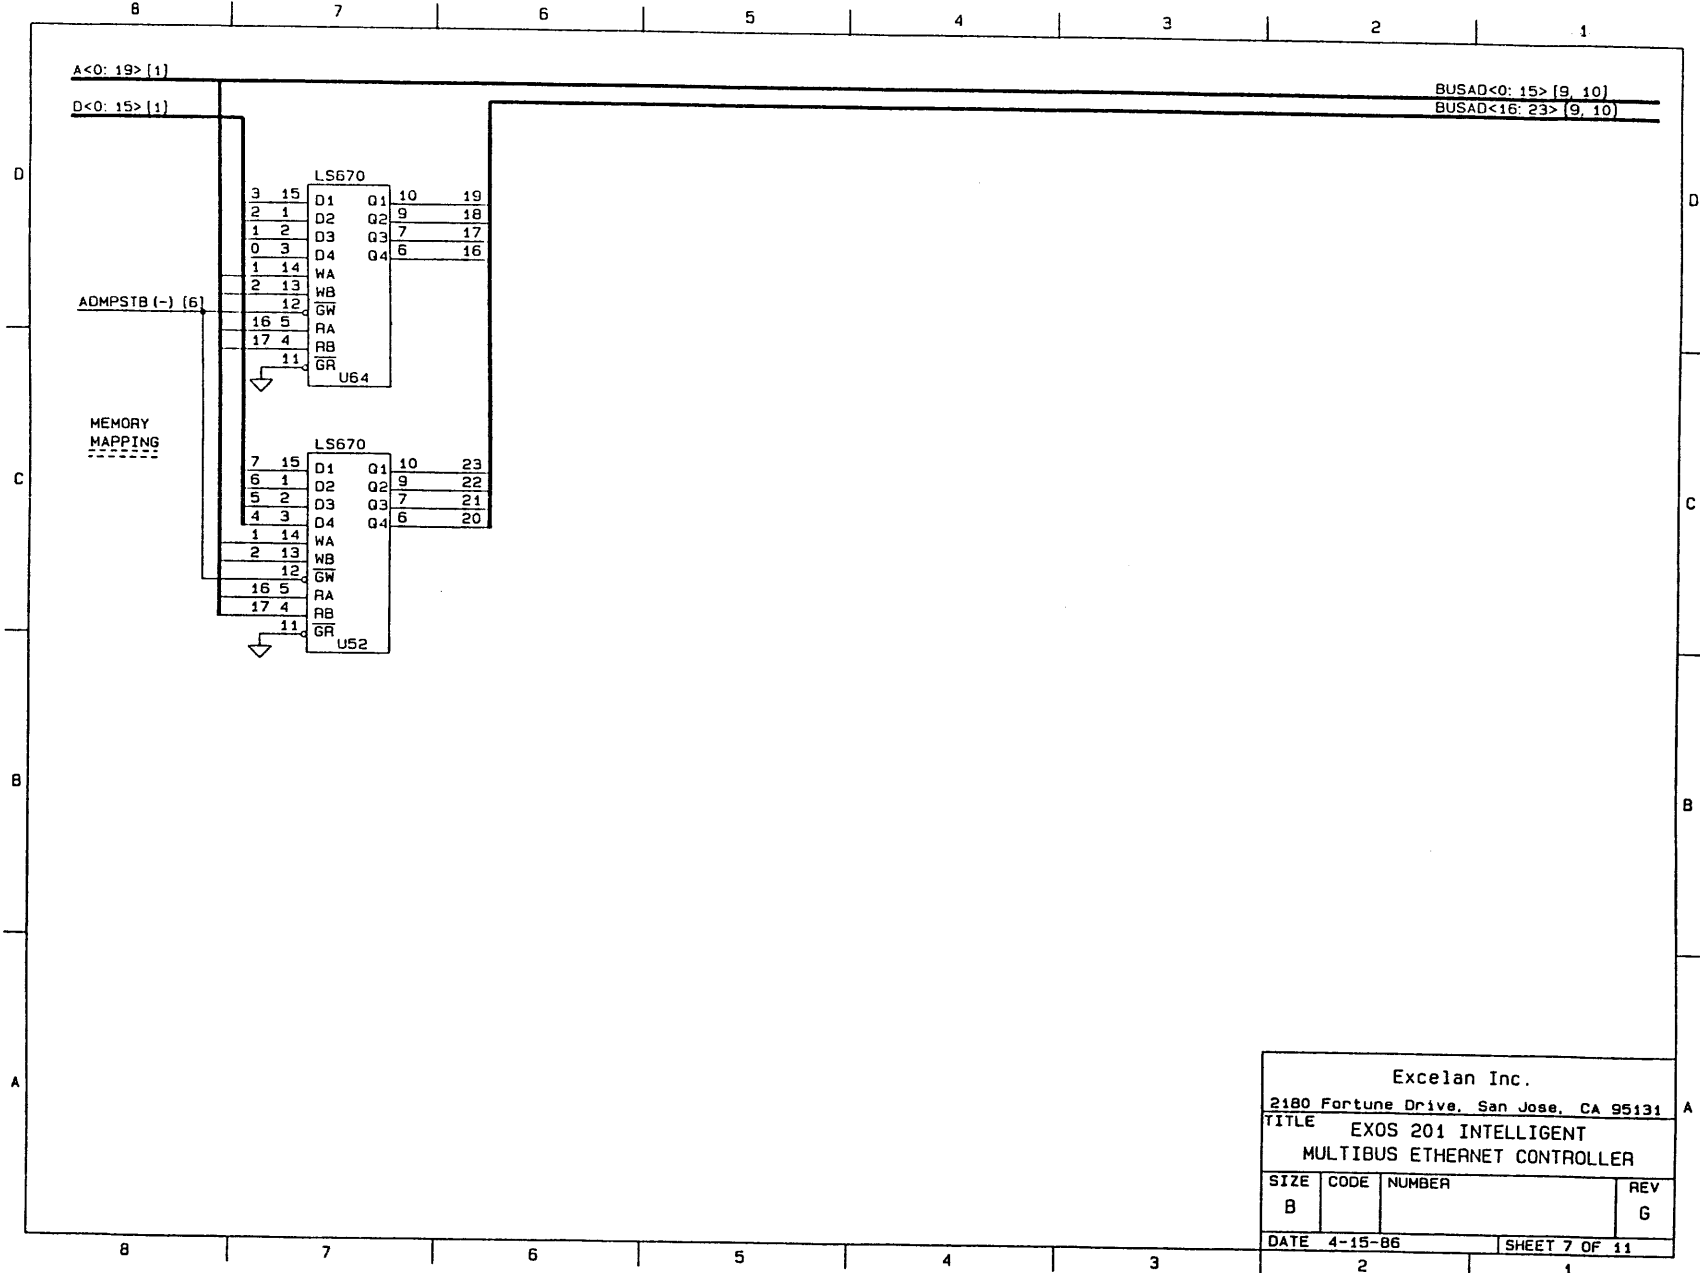 8 7 6 5 4 3 2 1
A<0: 19> [1]
BUSAD<0: 15> [9, 10]
D<0: 15> [1]
BUSAD<16: 23> [9, 10]
D D
LS670
3 15 D1 Q1 10 19
2 1 D2 Q2 9 18
1 2 D3 Q3 7 17
0 3 D4 Q4 6 16
1 14 WA
2 13 WB
ADMPSTB (-) [6]
12 GW
16 5 RA
17 4 RB
11 GR
U64
MEMORY
MAPPING
LS670
7 15 D1 Q1 10 23
6 1 D2 Q2 9 22
C C
5 2 D3 Q3 7 21
4 3 D4 Q4 6 20
1 14 WA
2 13 WB
12 GW
16 5 RA
17 4 RB
11 GR
U52
B B
A A
Excelan Inc.
2180 Fortune Drive, San Jose, CA 95131
TITLE EXOS 201 INTELLIGENT
MULTIBUS ETHERNET CONTROLLER
SIZE CODE NUMBER REV
B G
DATE 4-15-86 SHEET 7 OF 11
8 7 6 5 4 3 2 1